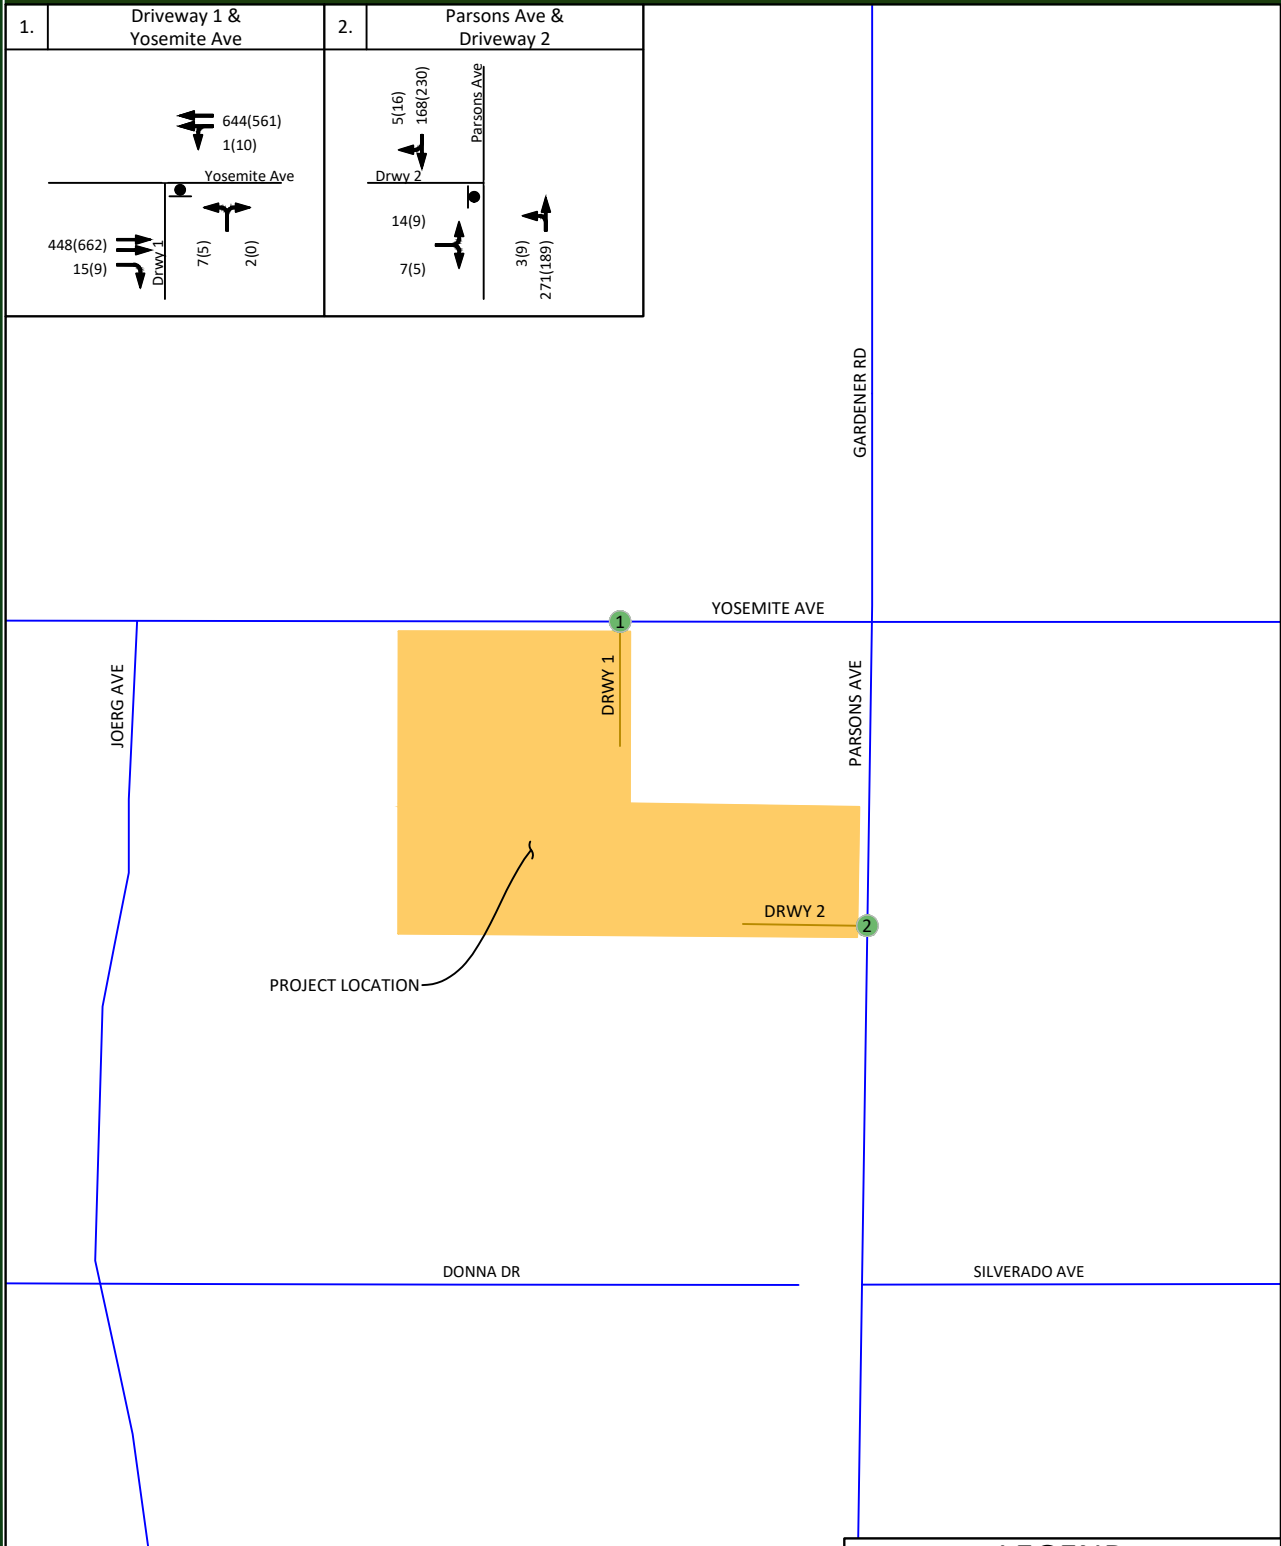 1.
Driveway 1 &
Yosemite Ave
2.
Parsons Ave &
Driveway 2
644(561)
1(10)
Yosemite Ave
448(662)
15(9)
Drwy 1
7(5)
2(0)
5(16)
168(230)
Parsons Ave
Drwy 2
14(9)
7(5)
3(9)
271(189)
GARDENER RD
YOSEMITE AVE
1
JOERG AVE
DRWY 1
PARSONS AVE
DRWY 2
2
PROJECT LOCATION
DONNA DR
SILVERADO AVE